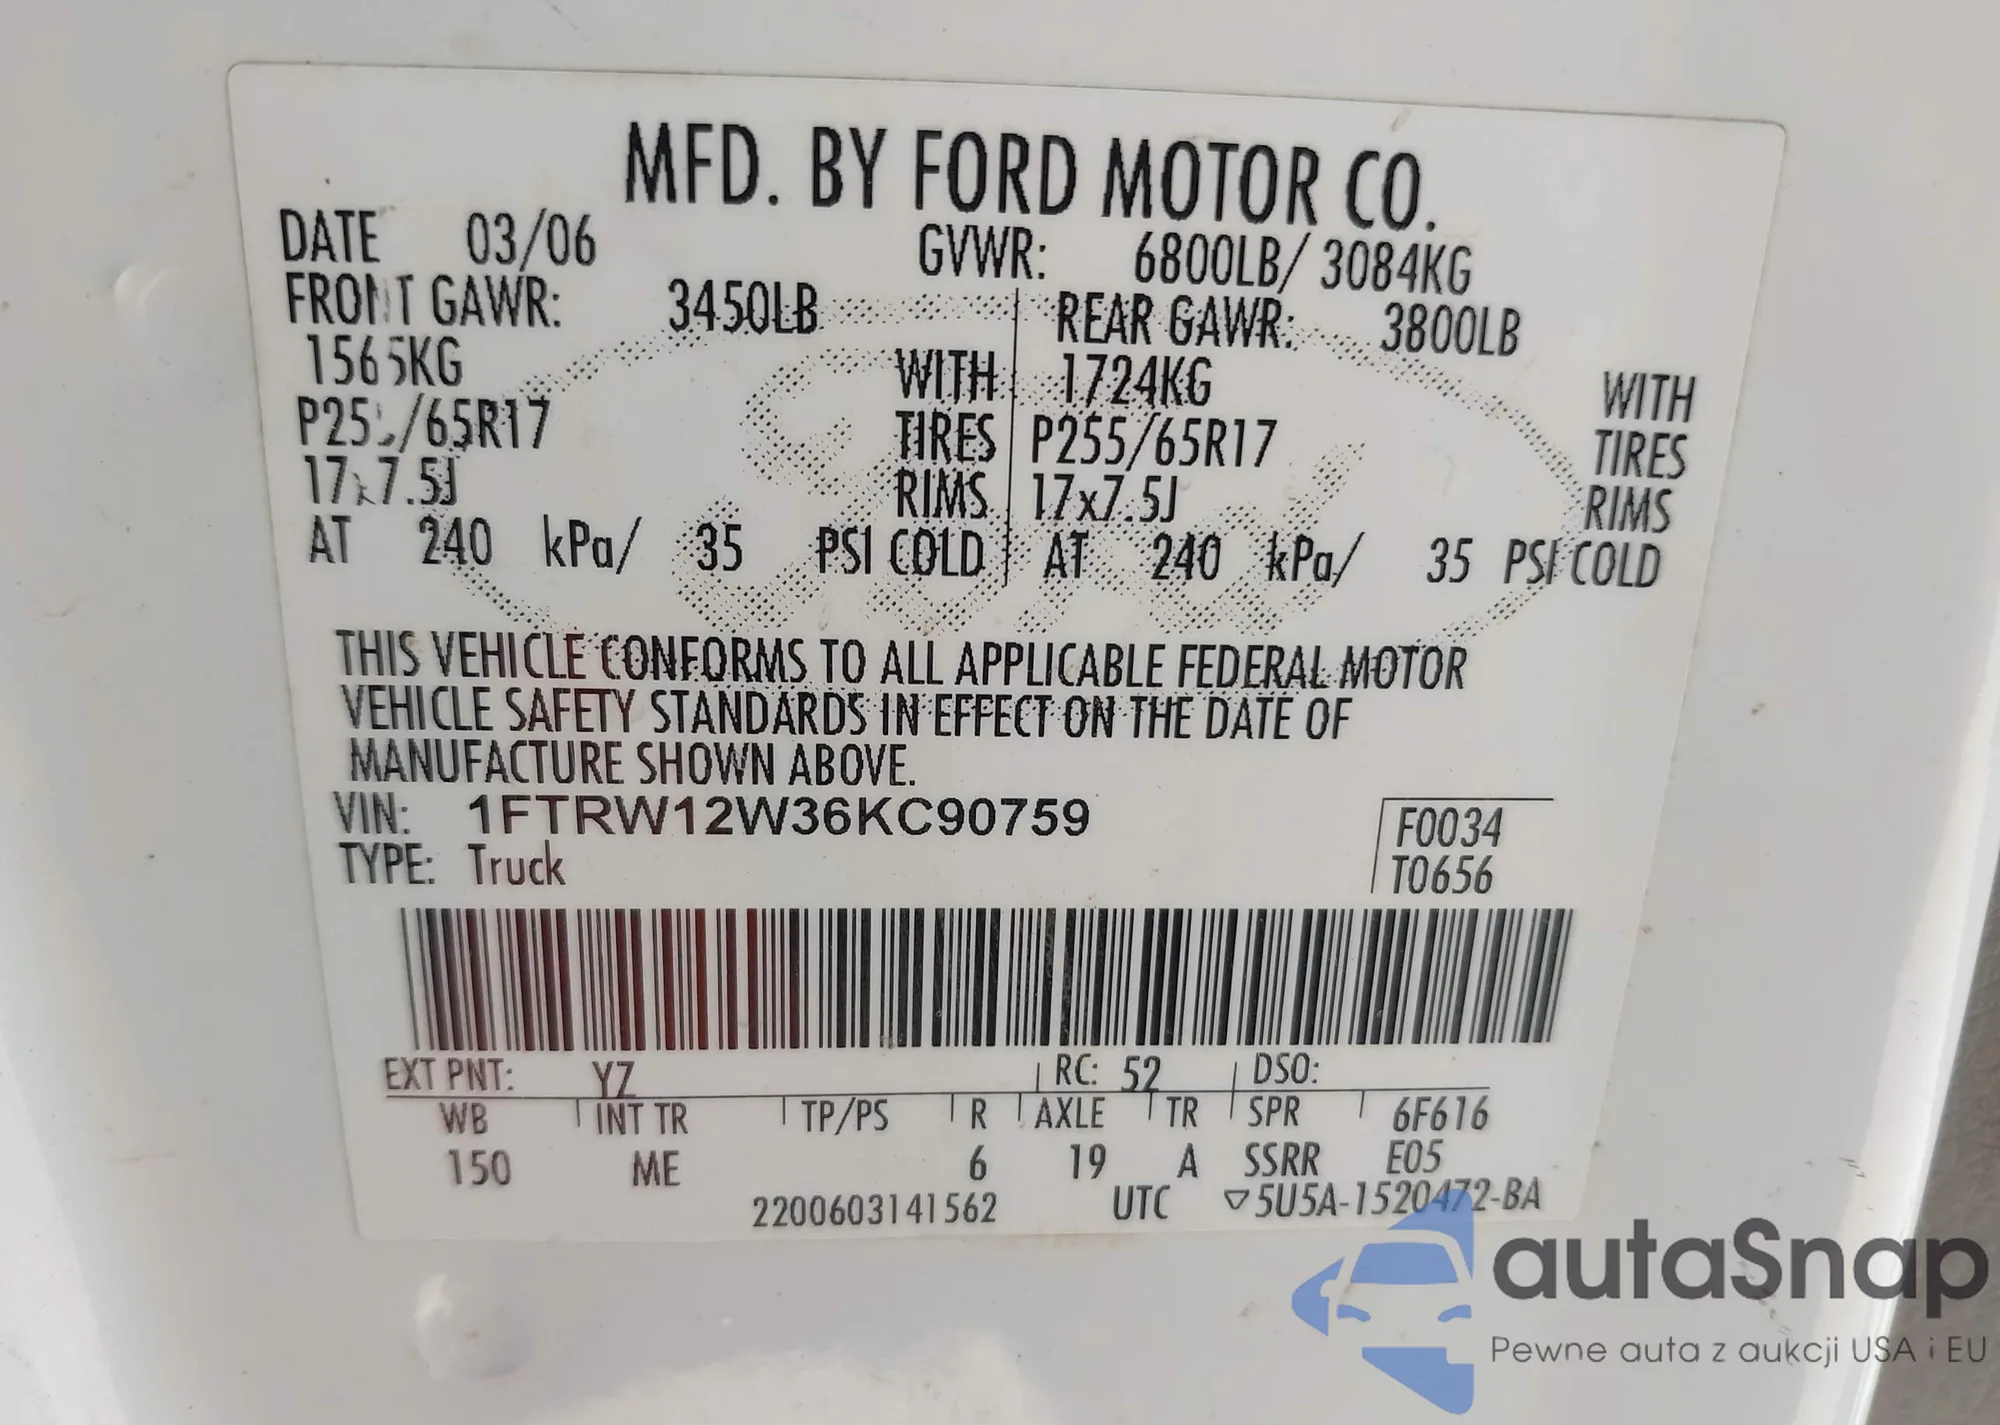 MFD. BY FORD MOTOR CO.
DATE 03/06 GVWR: 6800LB/ 3084KG
FRONT GAWR: 3450LB REAR GAWR: 3800LB
1565KG WITH 1724KG WITH
P255/65R17 TIRES P255/65R17 TIRES
17x7.5J RIMS 17x7.5J RIMS
AT 240 kPa/ 35 PSI COLD AT 240 kPa/ 35 PSI COLD
THIS VEHICLE CONFORMS TO ALL APPLICABLE FEDERAL MOTOR
VEHICLE SAFETY STANDARDS IN EFFECT ON THE DATE OF
MANUFACTURE SHOWN ABOVE.
VIN: 1FTRW12W36KC90759 F0034
TYPE: Truck T0656
EXT PNT: YZ RC: 52 DSO:
WB INT TR TP/PS R AXLE TR SPR 6F616
150 ME 6 19 A SSRR E05
2200603141562 UTC ▽5U5A-1520472-BA
autaSnap
Pewne auta z aukcji USA i EU